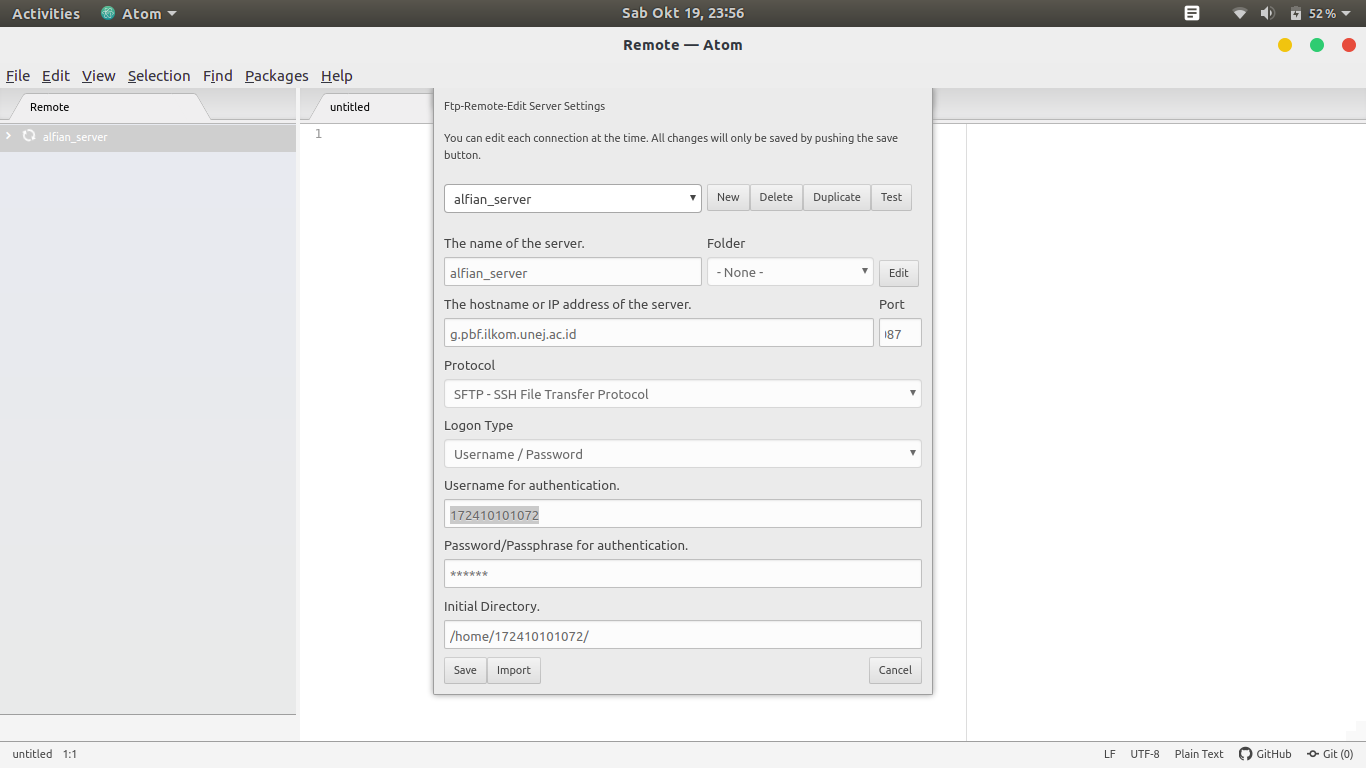 Activities Atom Sab Okt 19, 23:56 52%
Remote — Atom
File Edit View Selection Find Packages Help
Remote
untitled
alfian_server
1
Ftp-Remote-Edit Server Settings
You can edit each connection at the time. All changes will only be saved by pushing the save
button.
alfian_server New Delete Duplicate Test
The name of the server. Folder
alfian_server - None - Edit
The hostname or IP address of the server. Port
g.pbf.ilkom.unej.ac.id 87
Protocol
SFTP - SSH File Transfer Protocol
Logon Type
Username / Password
Username for authentication.
172410101072
Password/Passphrase for authentication.
******
Initial Directory.
/home/172410101072/
Save Import Cancel
untitled 1:1 LF UTF-8 Plain Text GitHub Git (0)